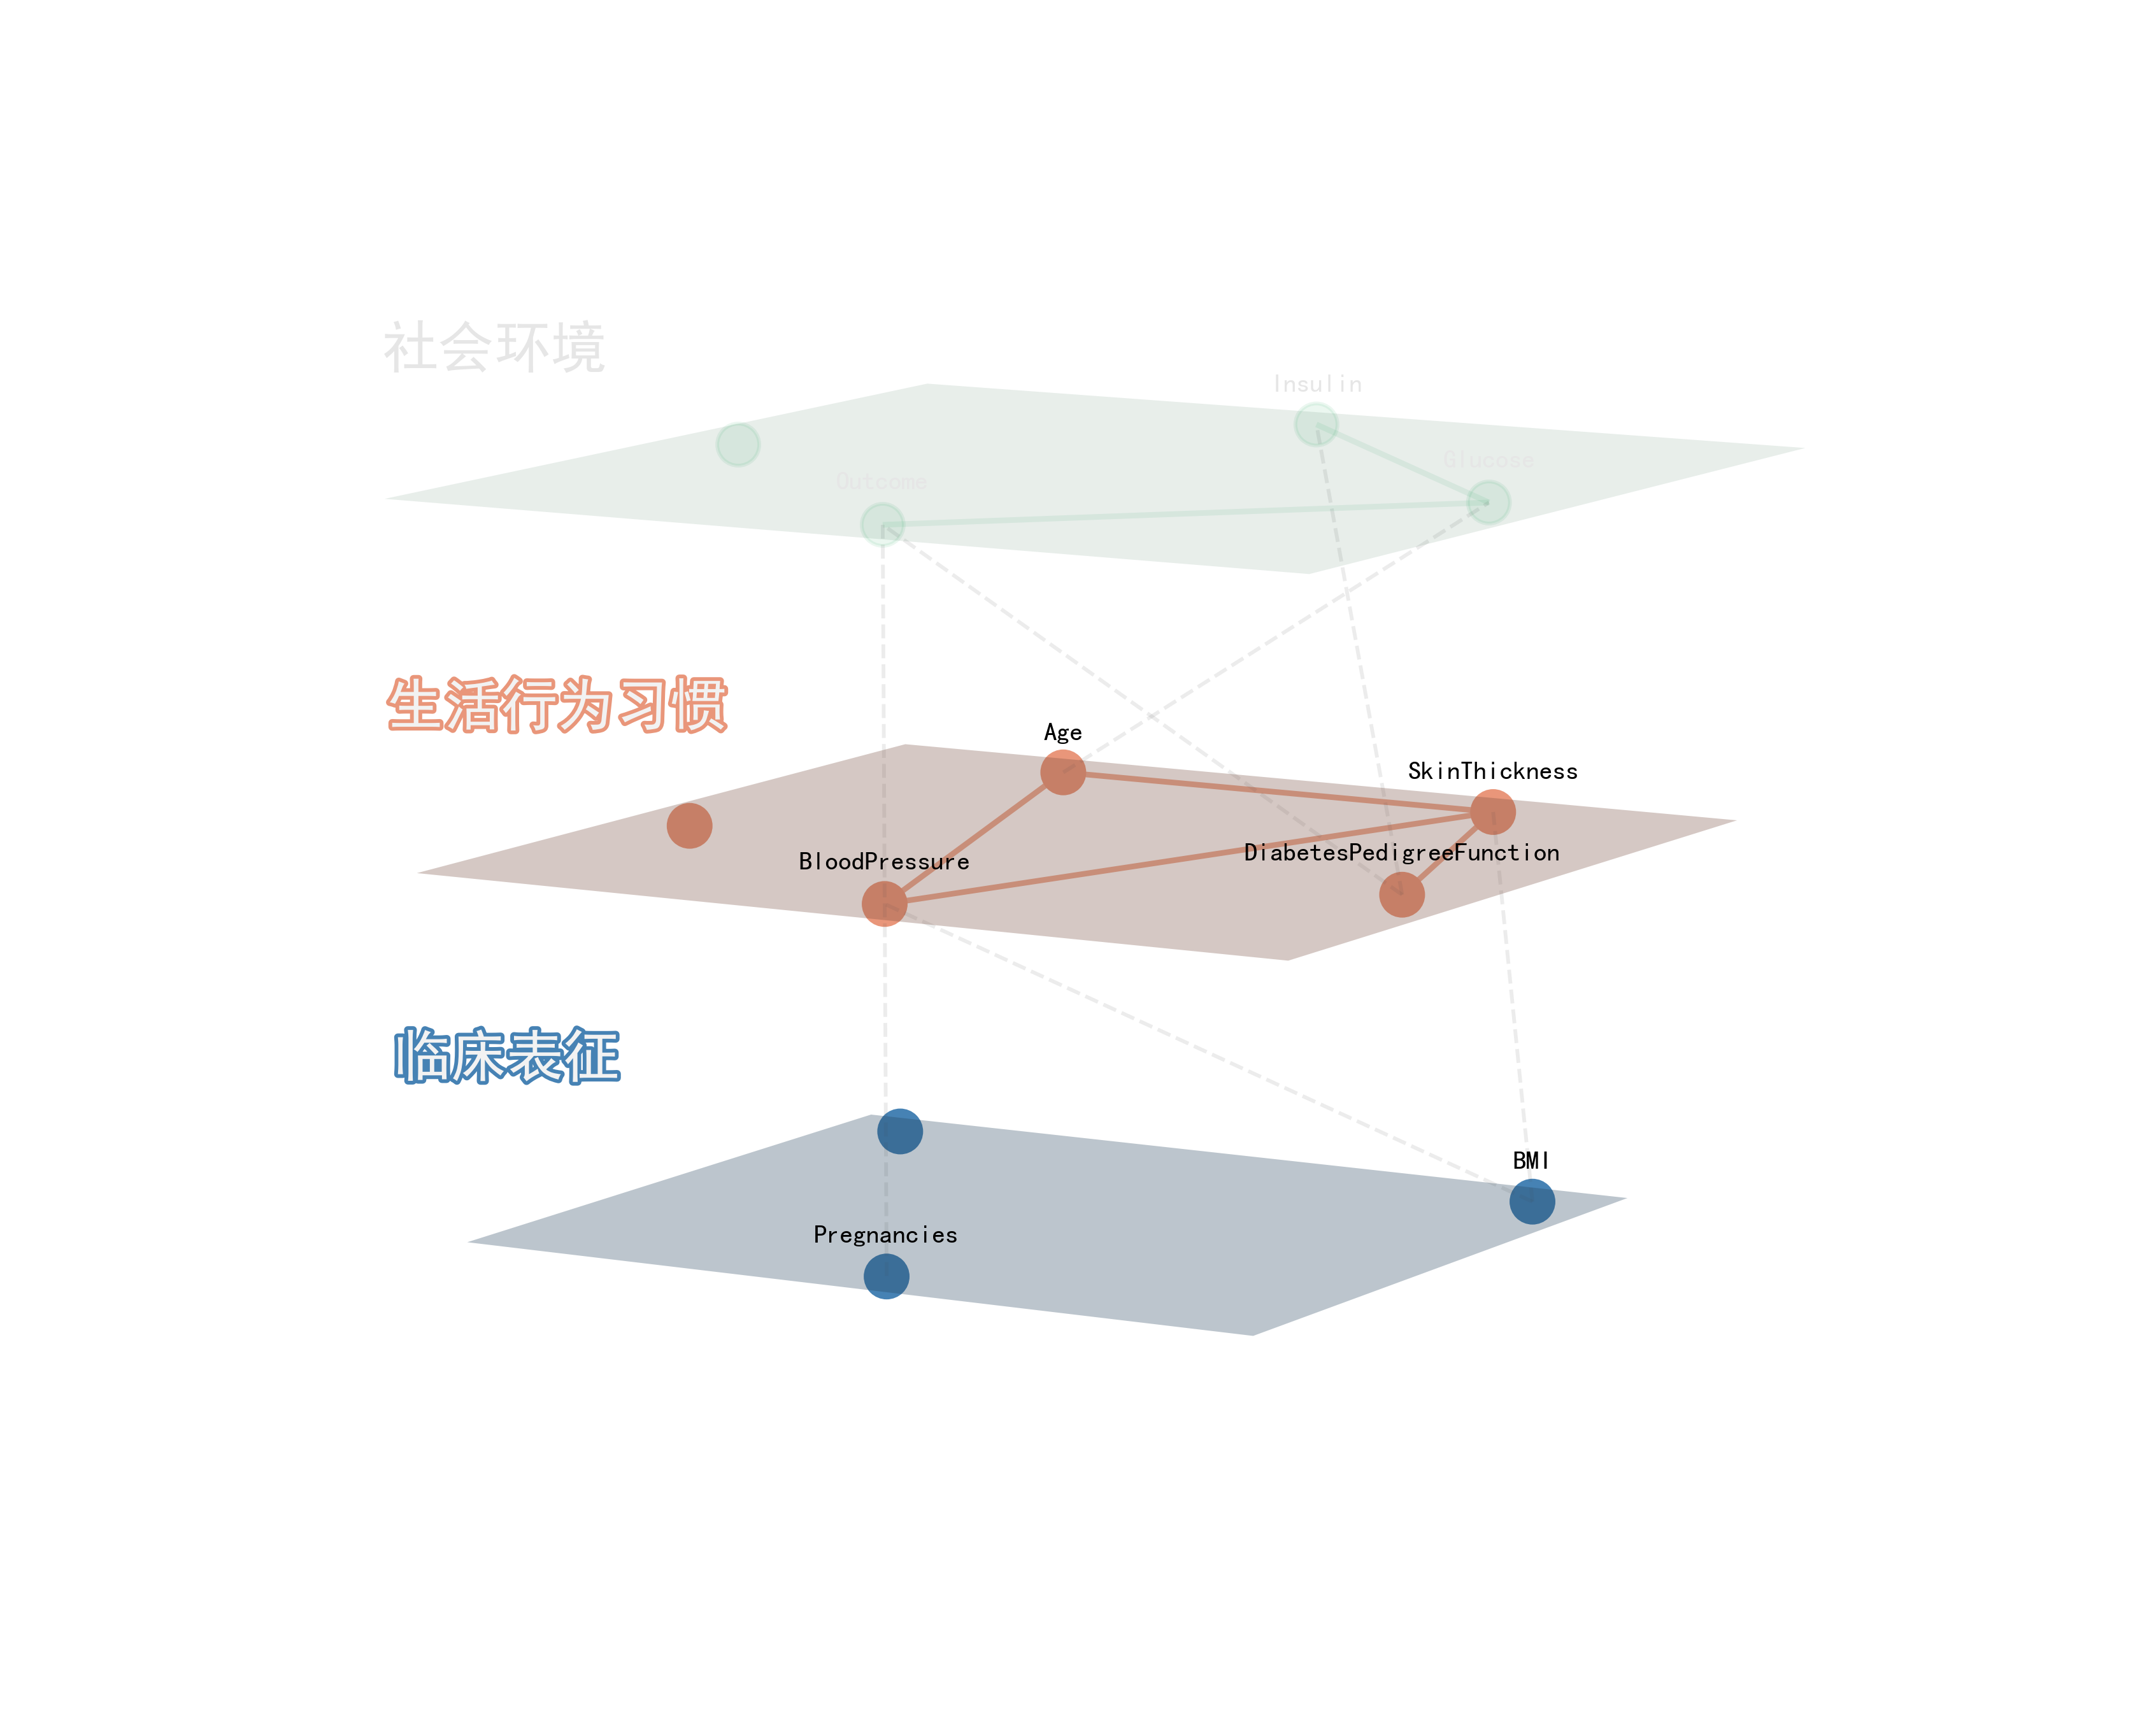 社会环境
Insulin
Glucose
Outcome
生活行为习惯
Age
SkinThickness
DiabetesPedigreeFunction
BloodPressure
临床表征
BMI
Pregnancies